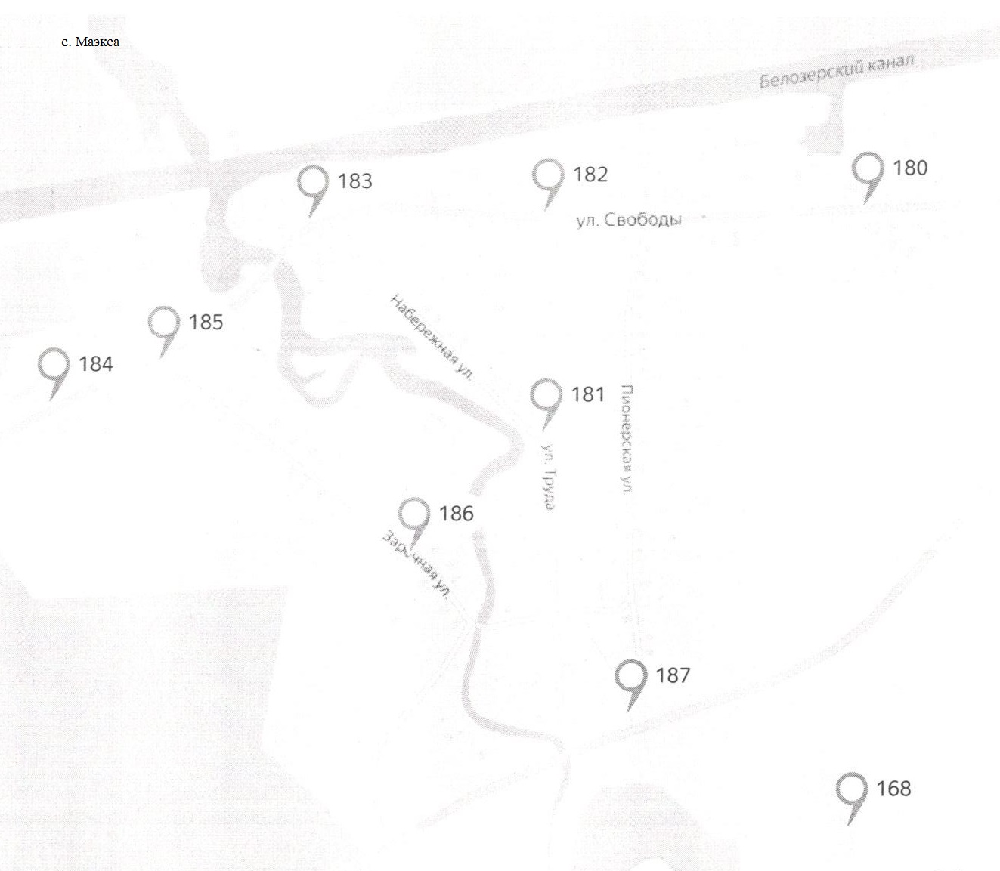 с. Маэкса
Белозерский канал
180
182
183
ул. Свободы
Набережная ул.
185
184
181
Пионерская ул.
ул. Труда
186
Заречная ул.
187
168